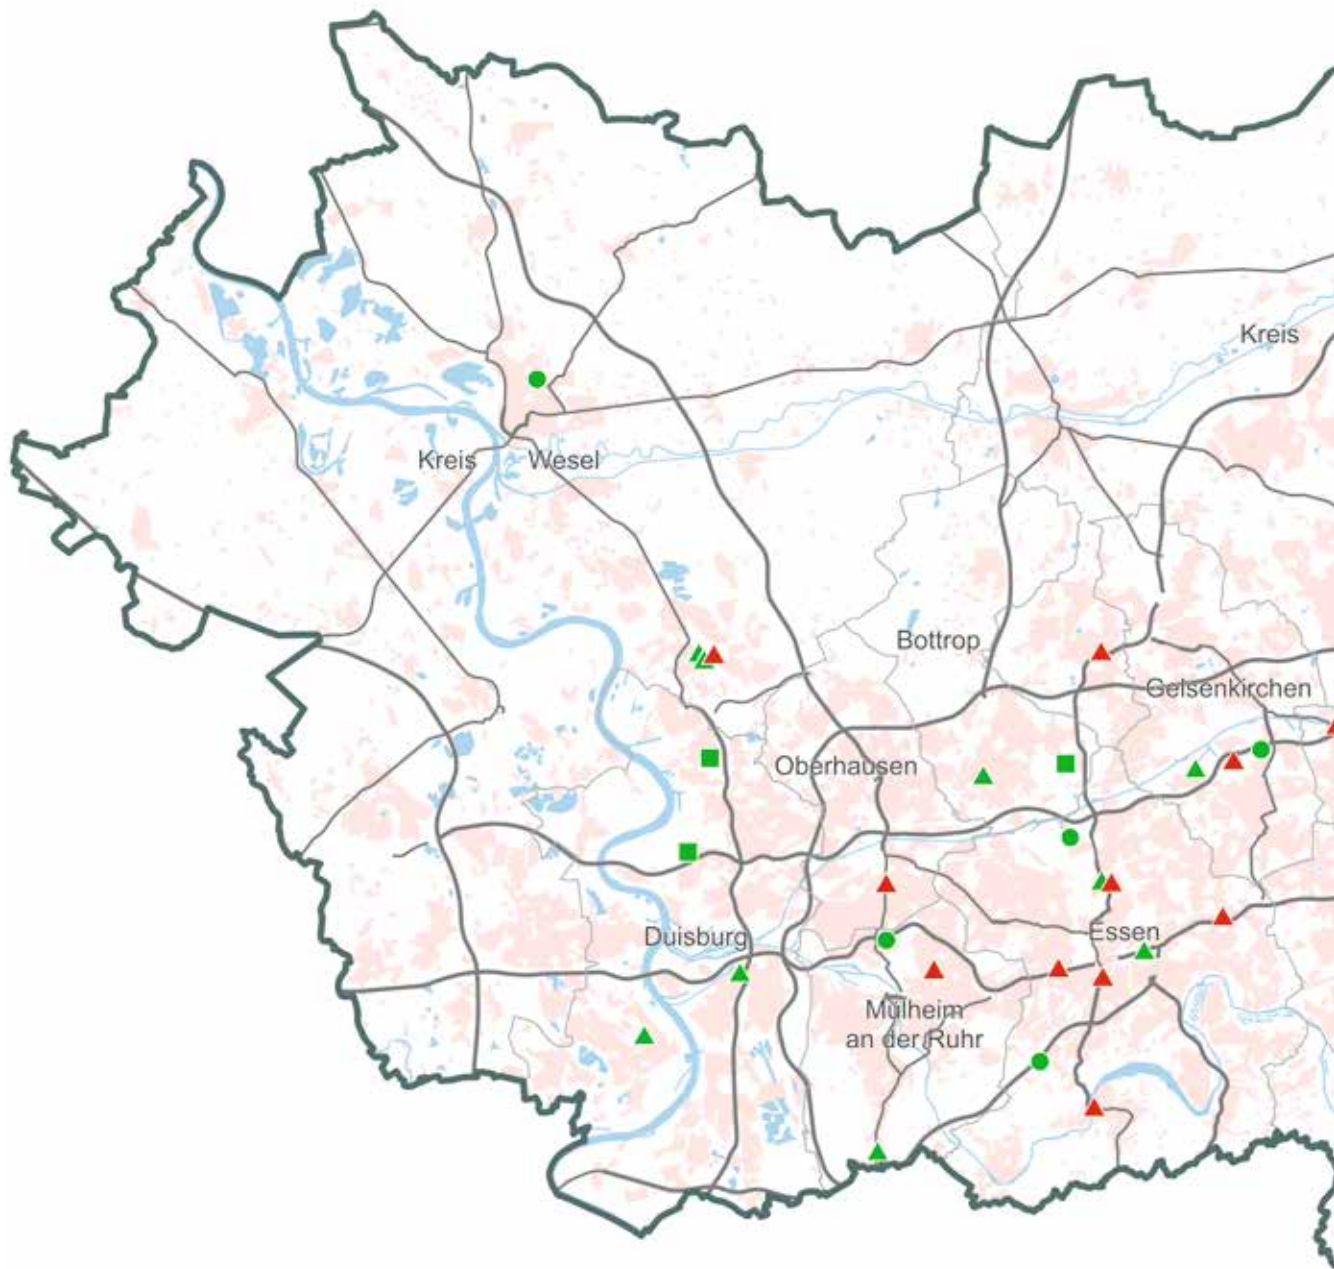 Kreis
Kreis Wesel
Bottrop
Gelsenkirchen
Oberhausen
Duisburg
Essen
Mülheim
an der Ruhr